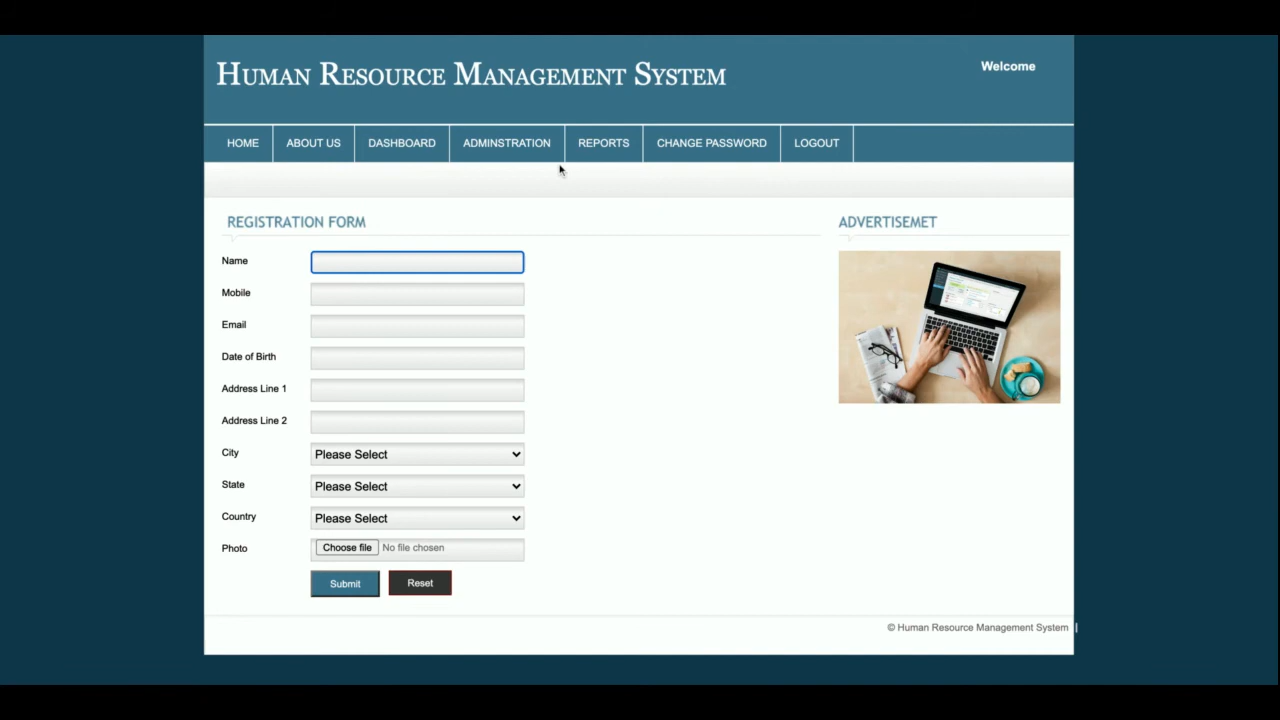 HUMAN RESOURCE MANAGEMENT SYSTEM
Welcome
HOME ABOUT US DASHBOARD ADMINSTRATION REPORTS CHANGE PASSWORD LOGOUT
REGISTRATION FORM
ADVERTISEMET
Name
Mobile
Email
Date of Birth
Address Line 1
Address Line 2
City Please Select
State Please Select
Country Please Select
Photo Choose file No file chosen
Submit Reset
© Human Resource Management System |